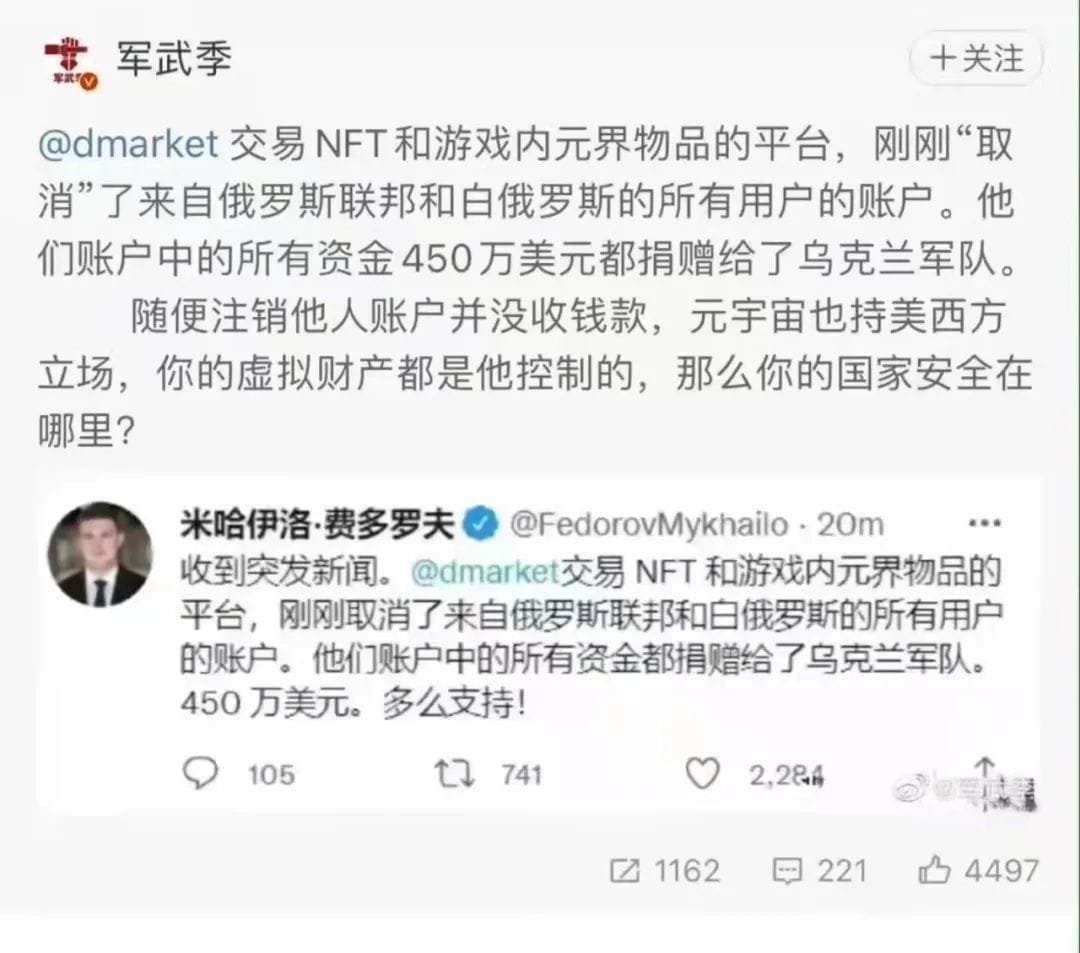 军武季
+关注
@dmarket 交易 NFT 和游戏内元界物品的平台，刚刚“取
消”了来自俄罗斯联邦和白俄罗斯的所有用户的账户。他
们账户中的所有资金450万美元都捐赠给了乌克兰军队。
随便注销他人账户并没收钱款，元宇宙也持美西方
立场，你的虚拟财产都是他控制的，那么你的国家安全在
哪里？
米哈伊洛·费多罗夫 @FedorovMykhailo · 20m
收到突发新闻。@dmarket交易 NFT 和游戏内元界物品的
平台，刚刚取消了来自俄罗斯联邦和白俄罗斯的所有用户
的账户。他们账户中的所有资金都捐赠给了乌克兰军队。
450 万美元。多么支持！
105 741 2,284
@军武季
1162 221 4497